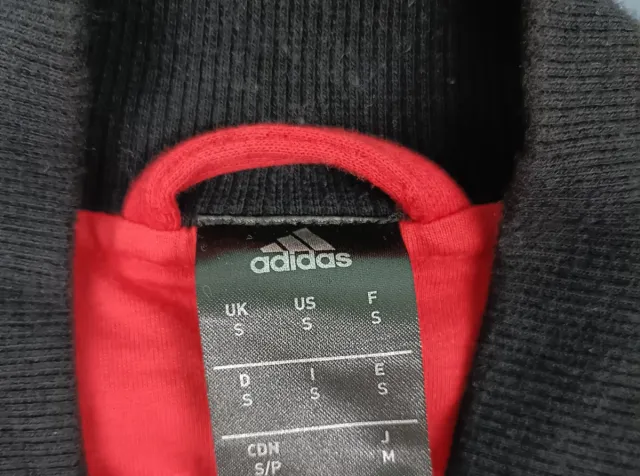 adidas
UK US F
S S S
D I E
S S S
CDN J
S/P M